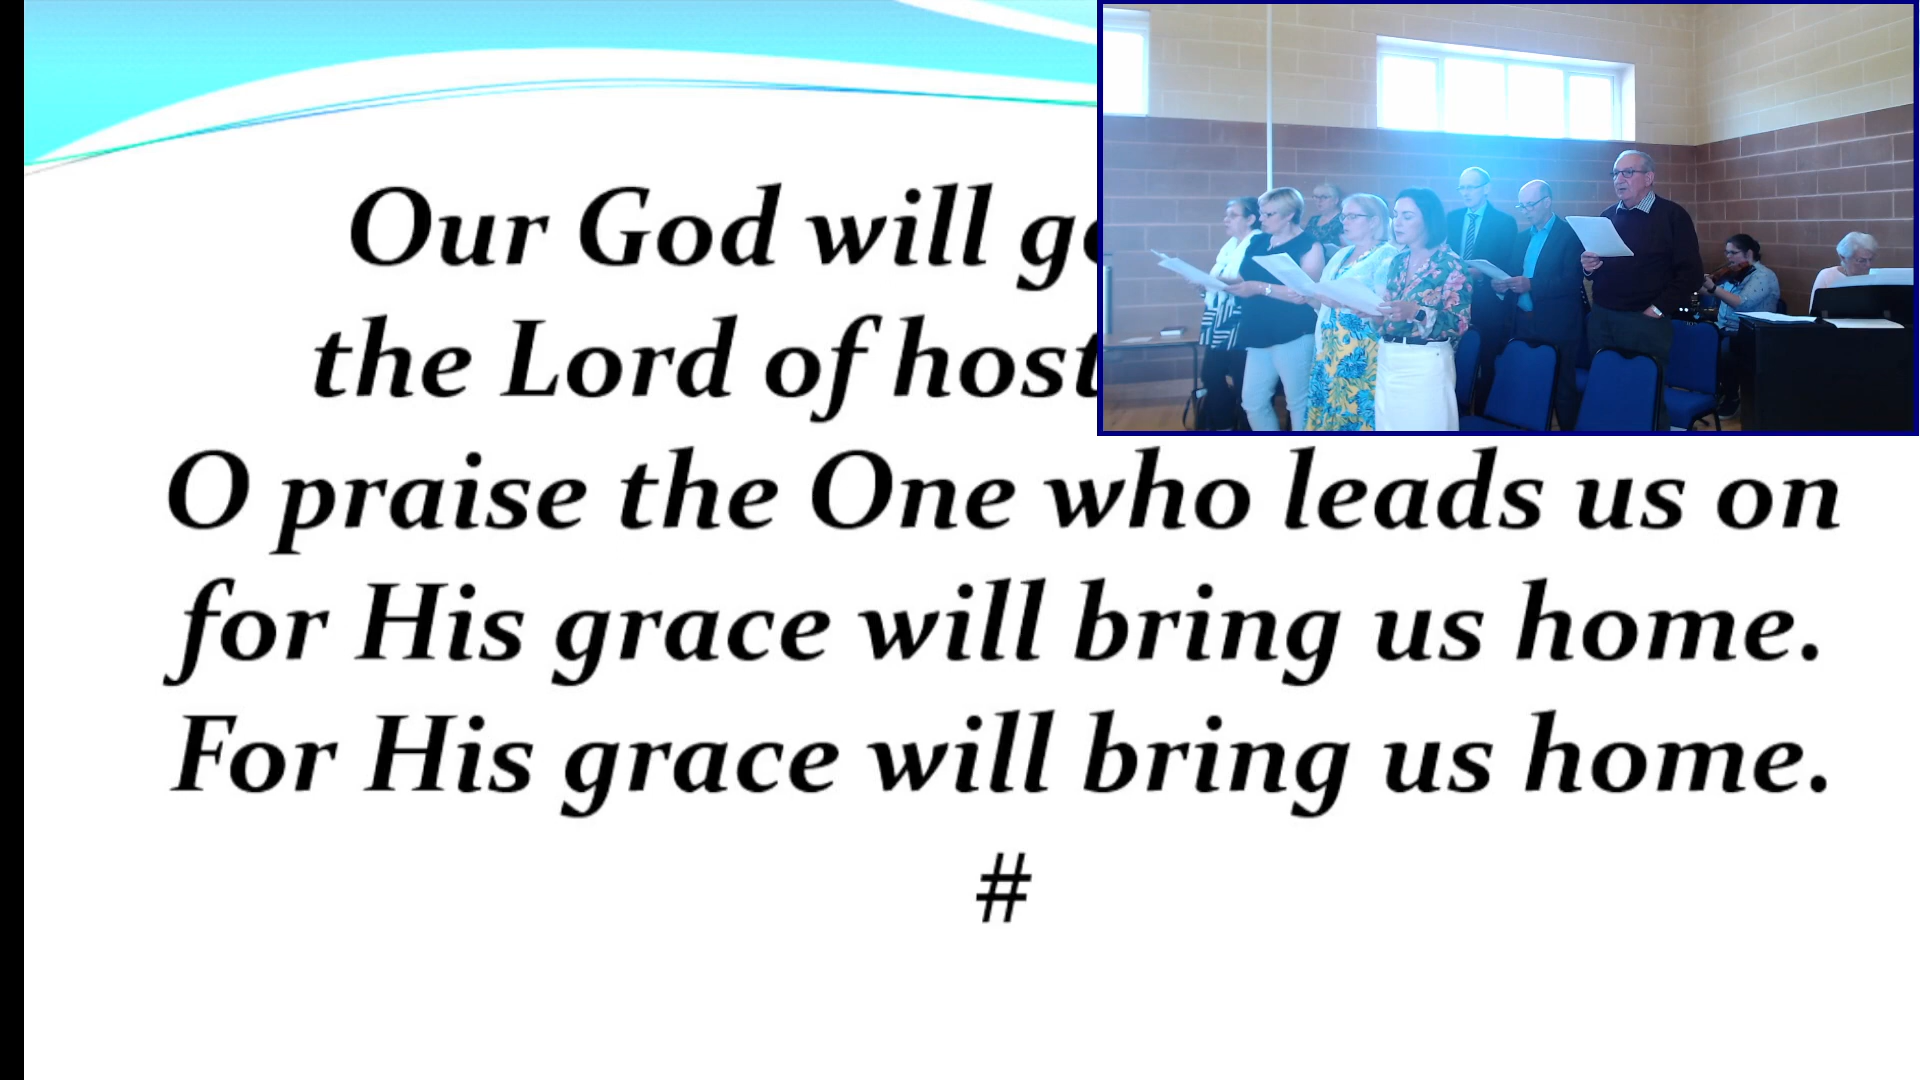 Our God will g
the Lord of host
O praise the One who leads us on
for His grace will bring us home.
For His grace will bring us home.
#